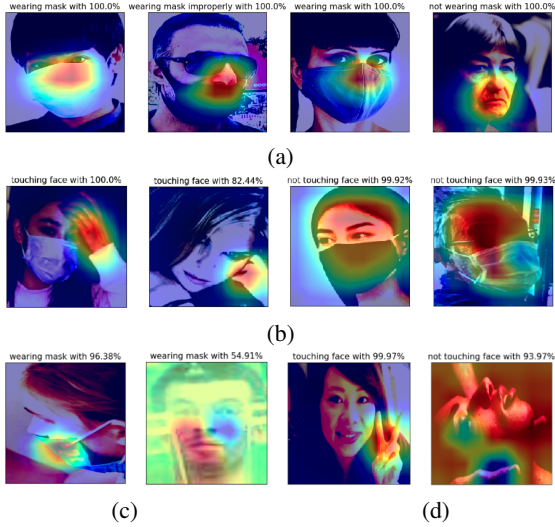 wearing mask with 100.0% wearing mask improperly with 100.0% wearing mask with 100.0% not wearing mask with 100.0%
(a)
touching face with 100.0% touching face with 82.44% not touching face with 99.92% not touching face with 99.93%
(b)
wearing mask with 96.38% wearing mask with 54.91% touching face with 99.97% not touching face with 93.97%
(c) (d)